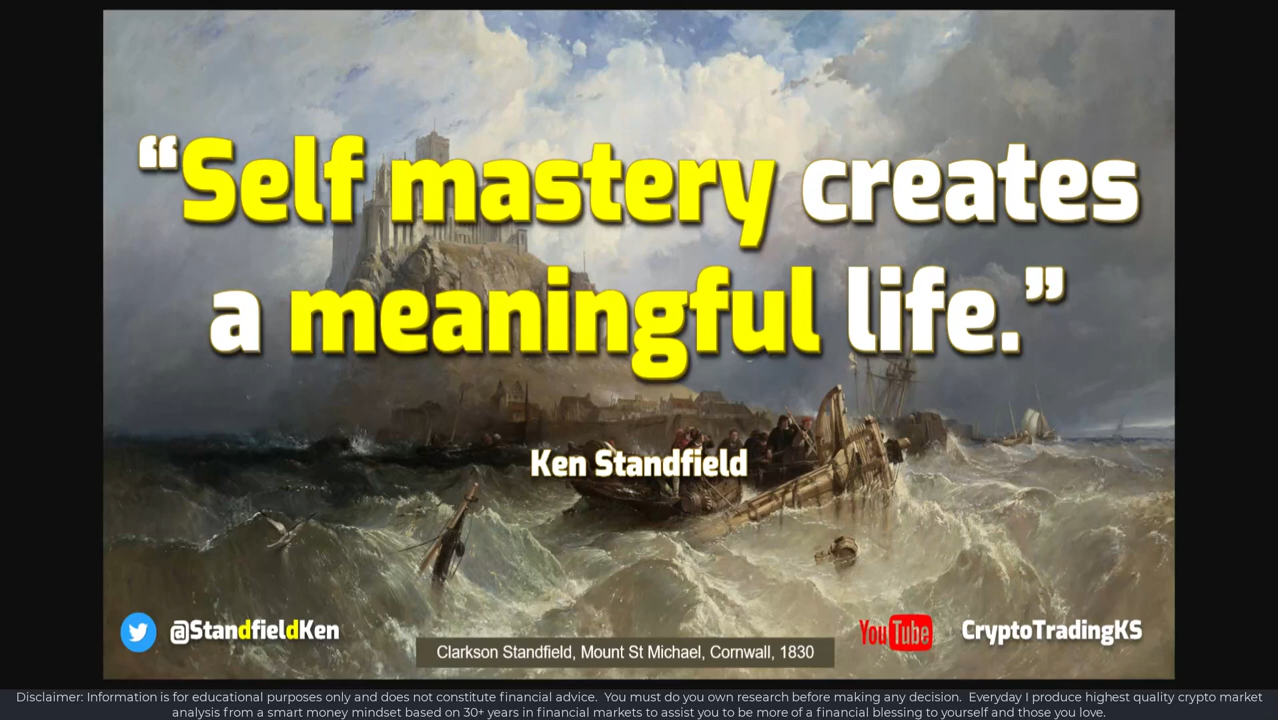 “Self mastery creates
a meaningful life.”
Ken Standfield
@StandfieldKen
YouTube
CryptoTradingKS
Clarkson Standfield, Mount St Michael, Cornwall, 1830
Disclaimer: Information is for educational purposes only and does not constitute financial advice.  You must do you own research before making any decision.  Everyday I produce highest quality crypto market
analysis from a smart money mindset based on 30+ years in financial markets to assist you to be more of a financial blessing to yourself and those you love.